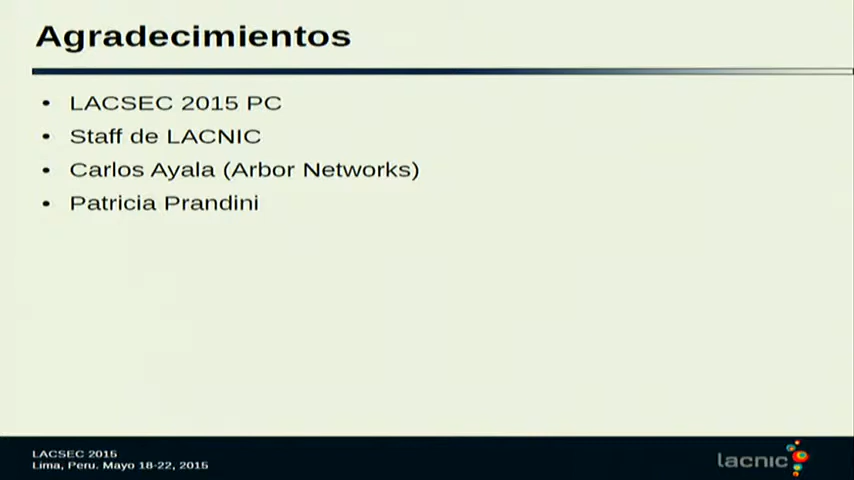 Agradecimientos
• LACSEC 2015 PC
• Staff de LACNIC
• Carlos Ayala (Arbor Networks)
• Patricia Prandini
LACSEC 2015
Lima, Peru. Mayo 18-22, 2015
lacnic